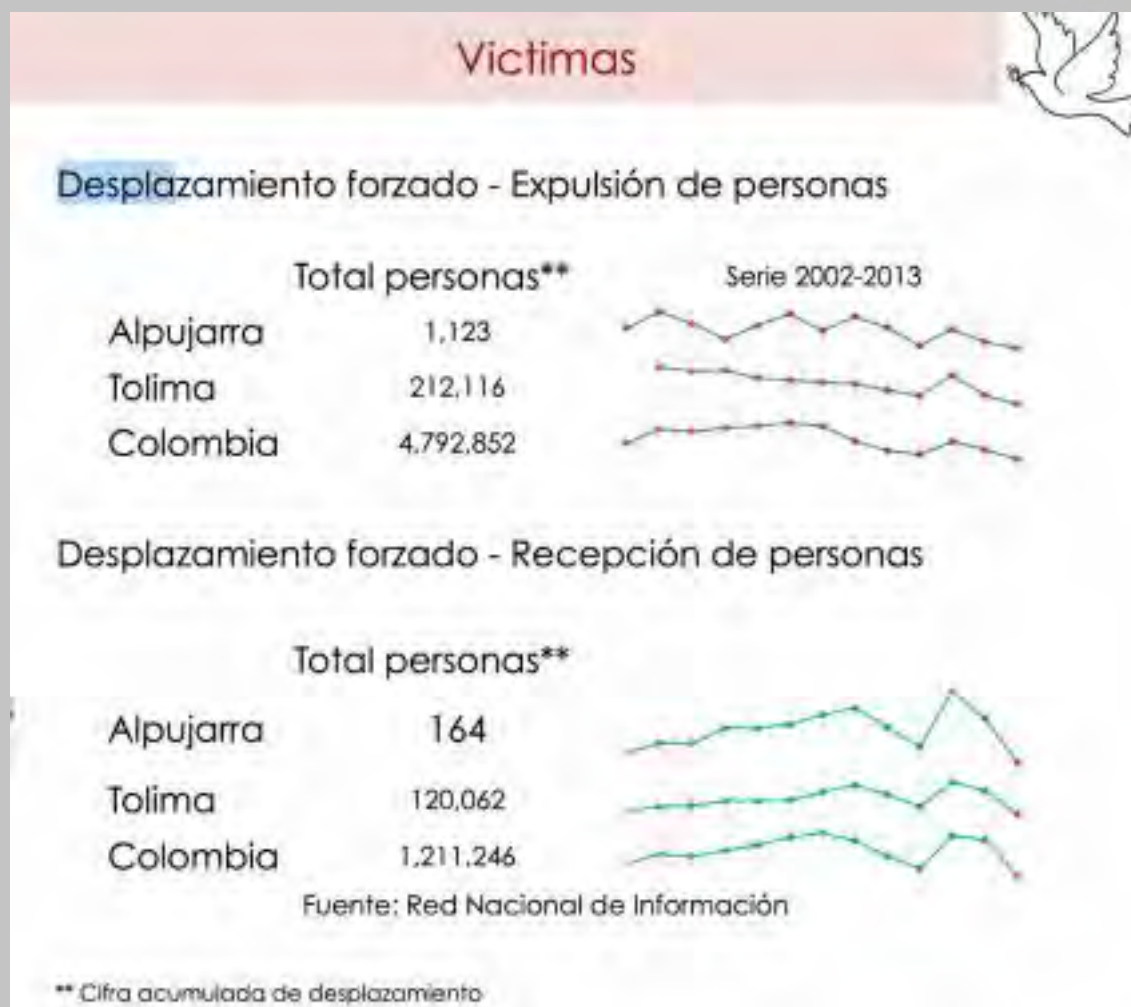 Victimas
Desplazamiento forzado - Expulsión de personas
Total personas** Serie 2002-2013
Alpujarra 1,123
Tolima 212,116
Colombia 4,792,852
Desplazamiento forzado - Recepción de personas
Total personas**
Alpujarra 164
Tolima 120,062
Colombia 1,211,246
Fuente: Red Nacional de Información
** Cifra acumulada de desplazamiento